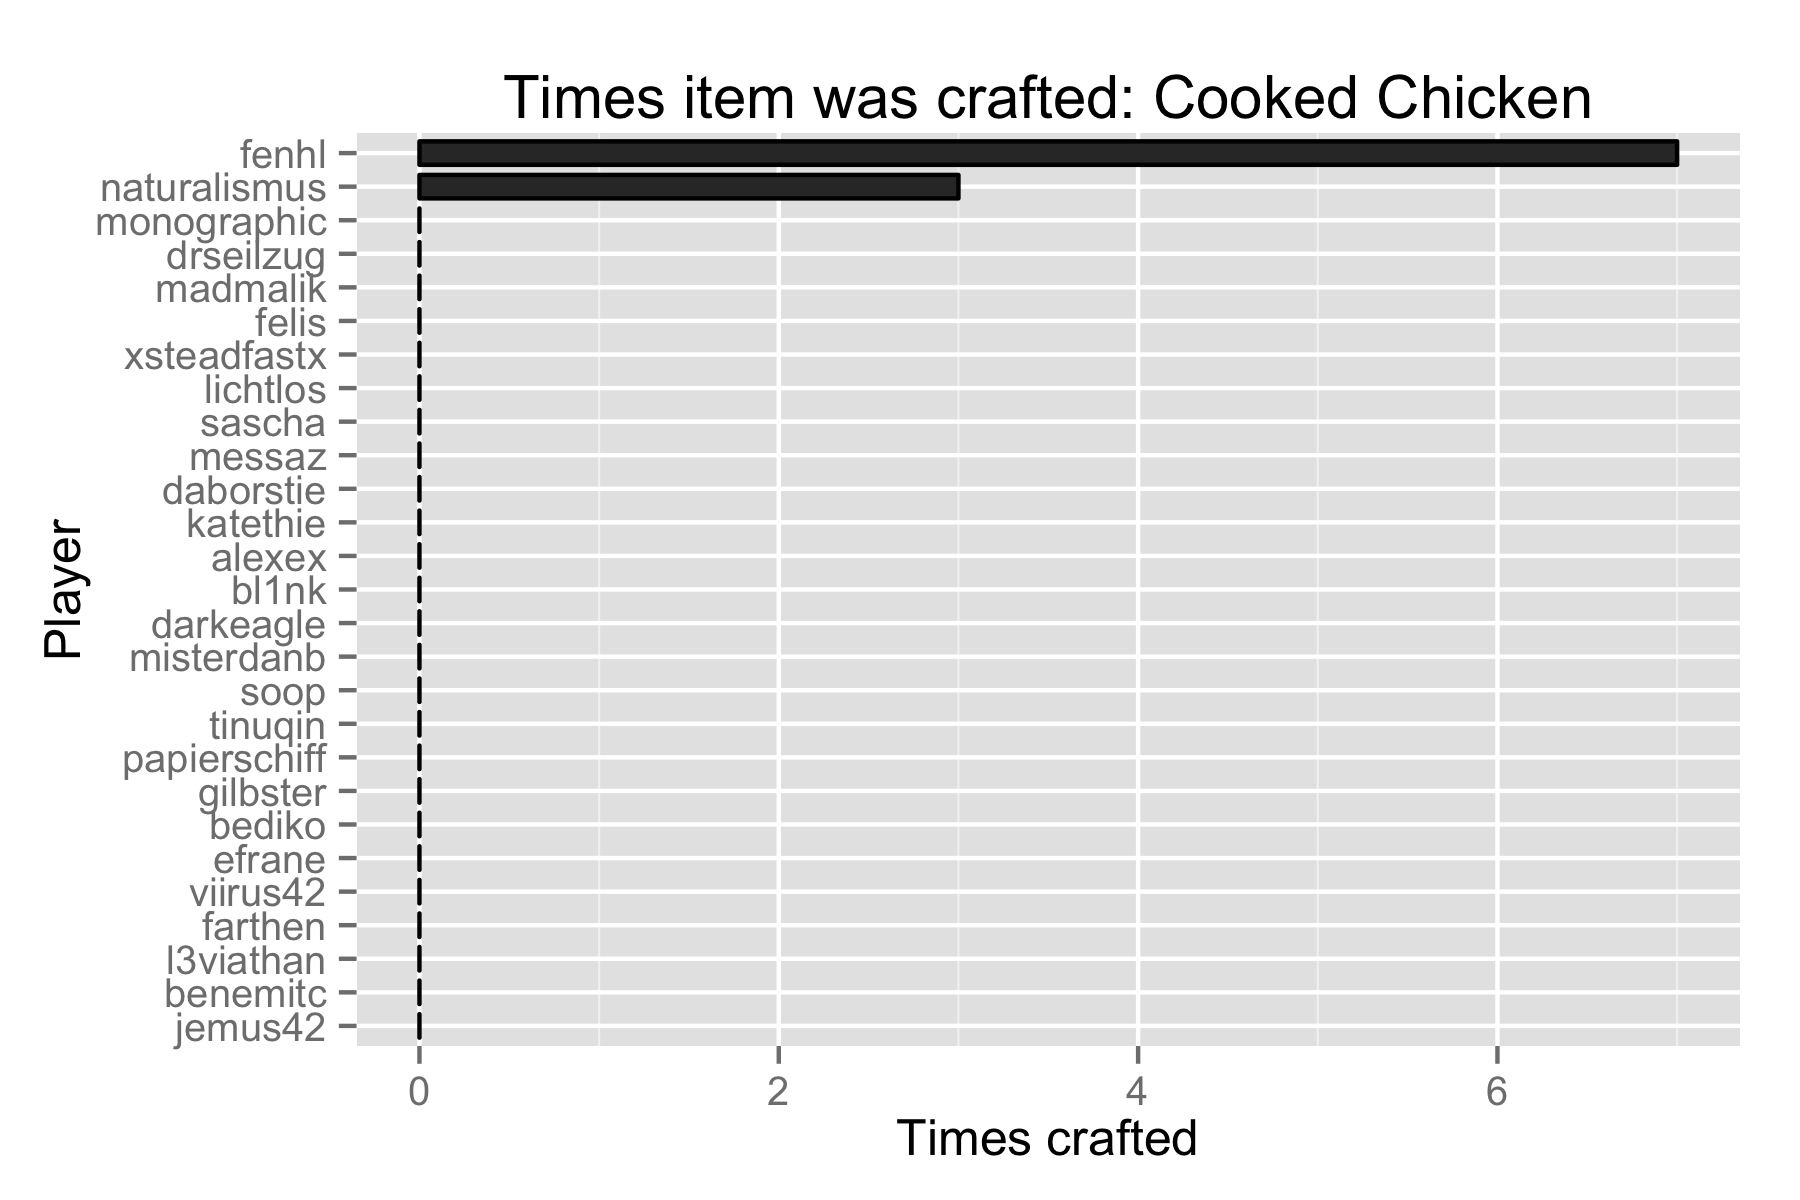 Times item was crafted: Cooked Chicken
fenhl
naturalismus
monographic
drseilzug
madmalik
felis
xsteadfastx
lichtlos
sascha
messaz
daborstie
katethie
alexex
bl1nk
darkeagle
misterdanb
soop
tinuqin
papierschiff
gilbster
bediko
efrane
viirus42
farthen
l3viathan
benemitc
jemus42
Player
0 2 4 6
Times crafted